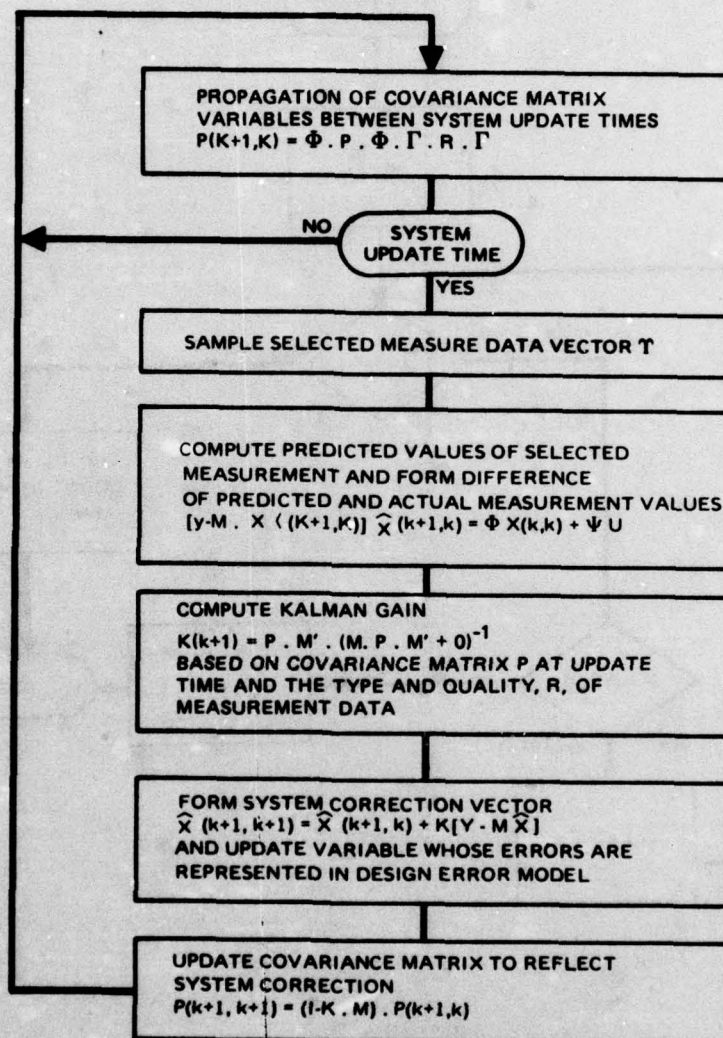 PROPAGATION OF COVARIANCE MATRIX
VARIABLES BETWEEN SYSTEM UPDATE TIMES
P(K+1,K) = Φ . P . Φ . Γ . R . Γ
NO
SYSTEM
UPDATE TIME
YES
SAMPLE SELECTED MEASURE DATA VECTOR ϒ
COMPUTE PREDICTED VALUES OF SELECTED
MEASUREMENT AND FORM DIFFERENCE
OF PREDICTED AND ACTUAL MEASUREMENT VALUES
[y-M . X ⟨ (K+1,K)] X̂ (k+1,k) = Φ X(k,k) + Ψ U
COMPUTE KALMAN GAIN
K(k+1) = P . M' . (M. P . M' + 0)⁻¹
BASED ON COVARIANCE MATRIX P AT UPDATE
TIME AND THE TYPE AND QUALITY, R, OF
MEASUREMENT DATA
FORM SYSTEM CORRECTION VECTOR
X̂ (k+1, k+1) = X̂ (k+1, k) + K[Y - M X̂]
AND UPDATE VARIABLE WHOSE ERRORS ARE
REPRESENTED IN DESIGN ERROR MODEL
UPDATE COVARIANCE MATRIX TO REFLECT
SYSTEM CORRECTION
P(k+1, k+1) = (I-K . M) . P(k+1,k)